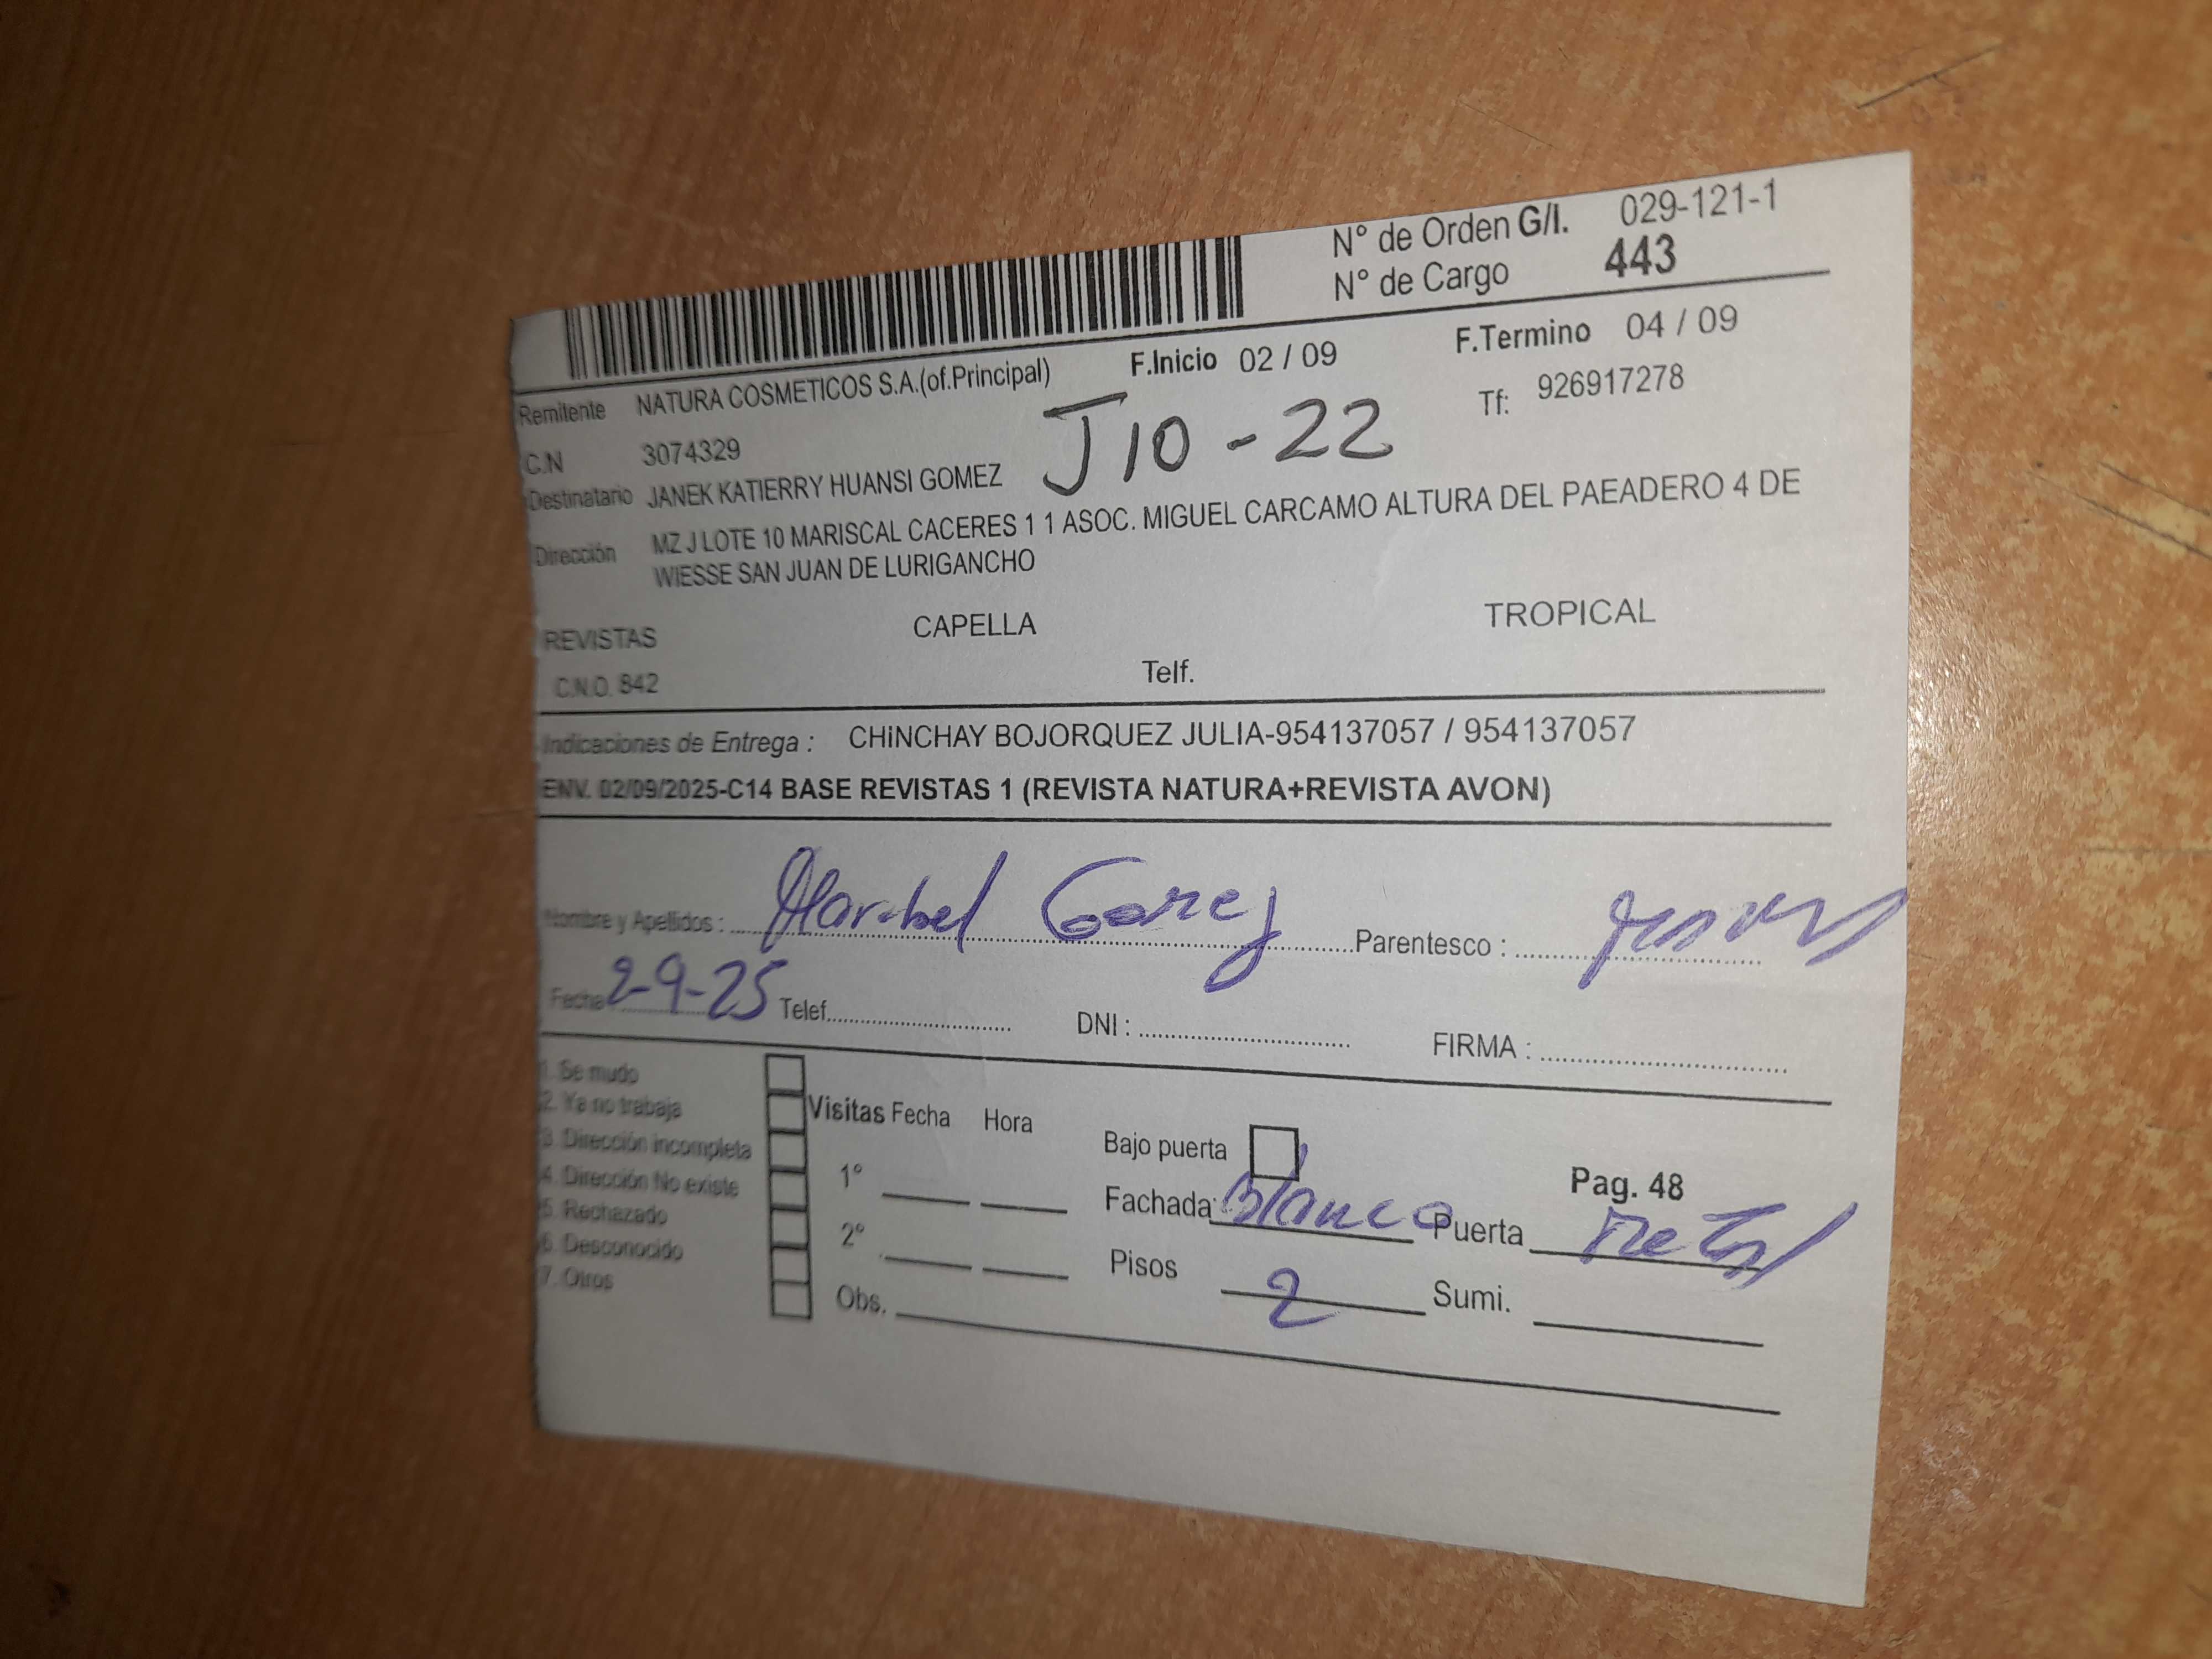 N° de Orden G/I. 029-121-1
N° de Cargo 443
F.Inicio 02 / 09 F.Termino 04 / 09
Remitente NATURA COSMETICOS S.A.(of.Principal) Tf: 926917278
C.N 3074329 J 10 - 22
Destinatario JANEK KATIERRY HUANSI GOMEZ
Dirección MZ J LOTE 10 MARISCAL CACERES 1 1 ASOC. MIGUEL CARCAMO ALTURA DEL PAEADERO 4 DE
WIESSE SAN JUAN DE LURIGANCHO
REVISTAS CAPELLA TROPICAL
C.N.O. 842 Telf.
Indicaciones de Entrega : CHiNCHAY BOJORQUEZ JULIA-954137057 / 954137057
ENV. 02/09/2025-C14 BASE REVISTAS 1 (REVISTA NATURA+REVISTA AVON)
Nombre y Apellidos : Maribel Parentesco :
Fecha 2-9-25 Telef. DNI : FIRMA :
1. Se mudo
2. Ya no trabaja Visitas Fecha Hora
3. Dirección incompleta Bajo puerta
4. Dirección No existe 1° Pag. 48
5. Rechazado Fachada: Blanco Puerta Metal
6. Desconocido 2° Pisos 2 Sumi.
7. Otros Obs.